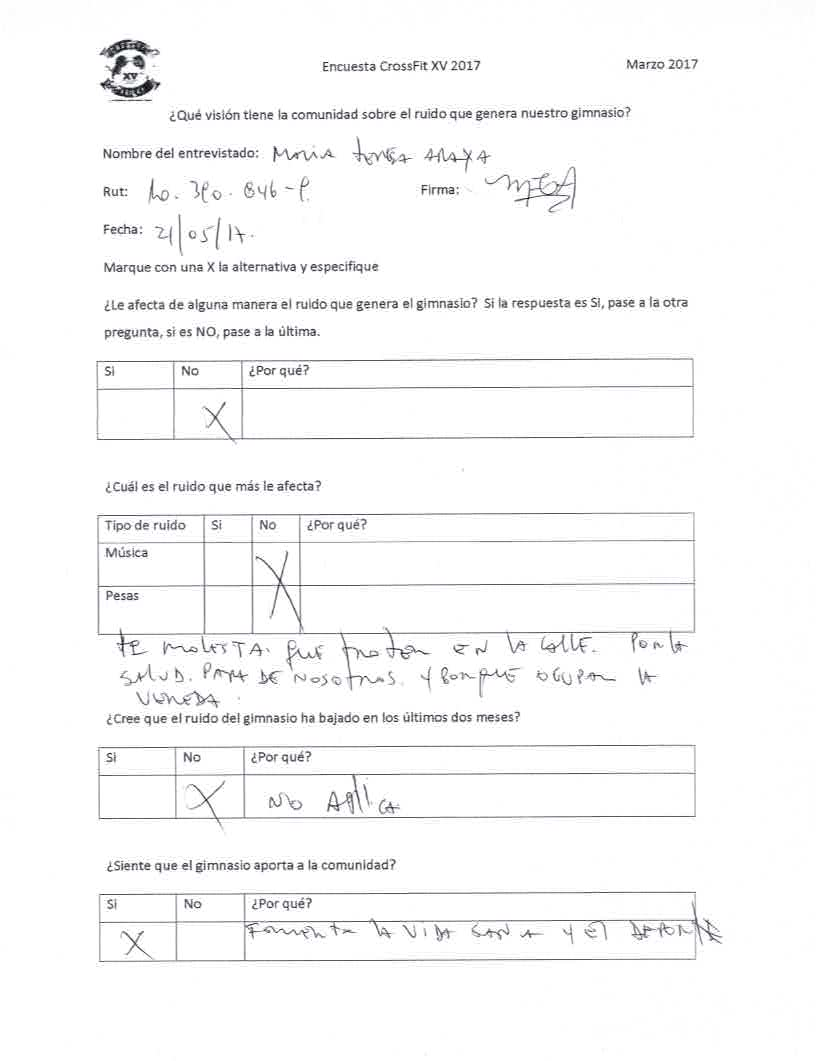 XV
Encuesta CrossFit XV 2017 Marzo 2017
¿Qué visión tiene la comunidad sobre el ruido que genera nuestro gimnasio?
Nombre del entrevistado: Maria teresa ARAYA
Rut: Firma:
Fecha: 21/05/17.
Marque con una X la alternativa y especifique
¿Le afecta de alguna manera el ruido que genera el gimnasio? Si la respuesta es SI, pase a la otra
pregunta, si es NO, pase a la última.
Si No ¿Por qué?
X
¿Cuál es el ruido que más le afecta?
Tipo de ruido Si No ¿Por qué?
Música
X
Pesas
MOLESTA. que troten EN LA CALLE. Por la
SALUD. PARA DE NOSOTROS. Y PORQUE OCUPAN LA
VEREDA.
¿Cree que el ruido del gimnasio ha bajado en los últimos dos meses?
Si No ¿Por qué?
X No Aplica
¿Siente que el gimnasio aporta a la comunidad?
Si No ¿Por qué?
X Fomenta LA VIDA SANA Y El DEPORTE